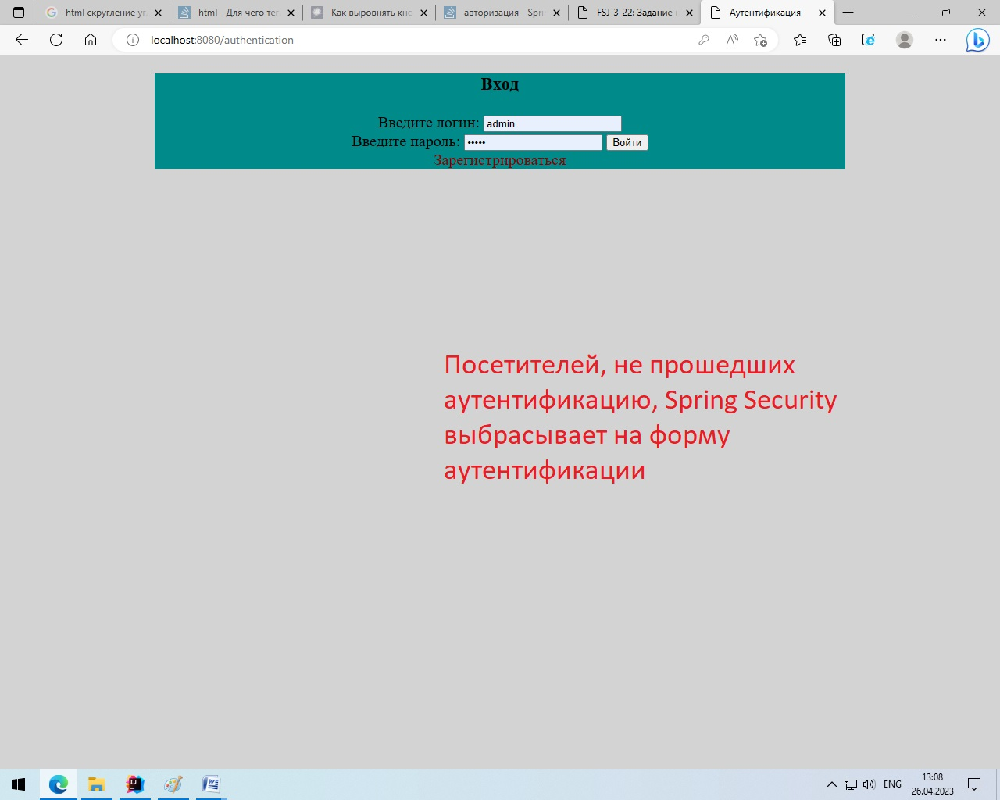 html скругление уг
html - Для чего тег
Как выровнять кно
авторизация - Spri
FSJ-3-22: Задание н
Аутентификация
localhost:8080/authentication
Вход
Введите логин: admin
Введите пароль: ••••• Войти
Зарегистрироваться
Посетителей, не прошедших
аутентификацию, Spring Security
выбрасывает на форму
аутентификации
ENG
13:08
26.04.2023